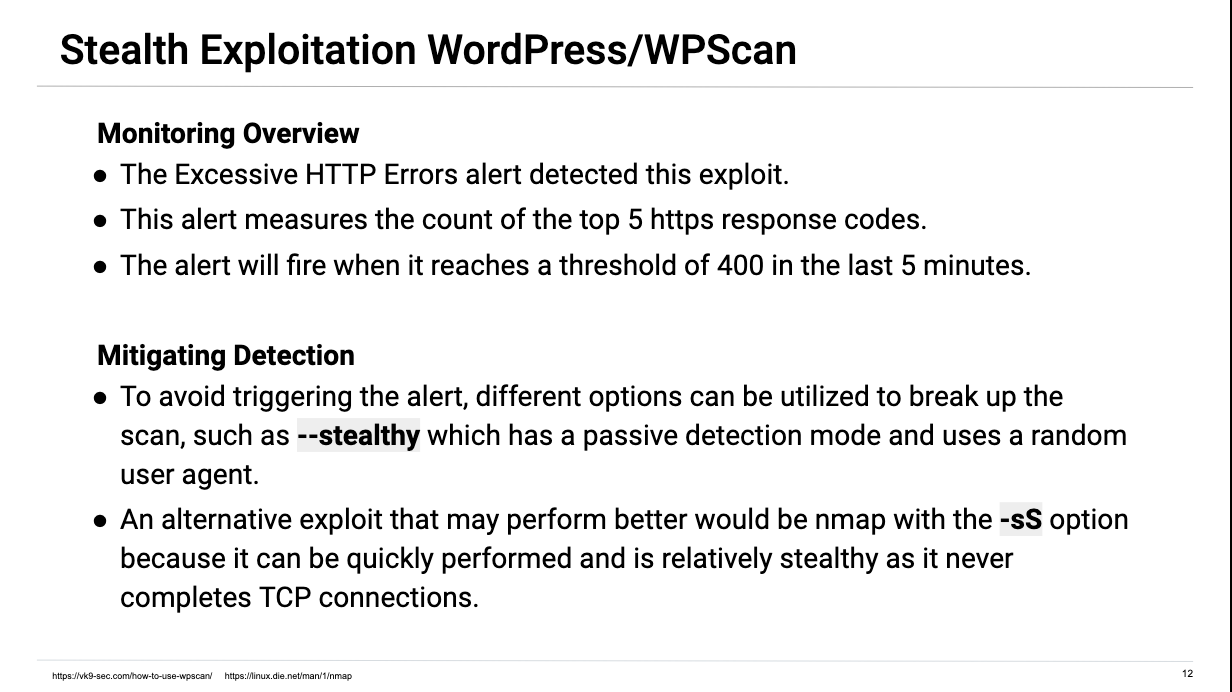 Stealth Exploitation WordPress/WPScan
Monitoring Overview
● The Excessive HTTP Errors alert detected this exploit.
● This alert measures the count of the top 5 https response codes.
● The alert will fire when it reaches a threshold of 400 in the last 5 minutes.
Mitigating Detection
● To avoid triggering the alert, different options can be utilized to break up the
scan, such as --stealthy which has a passive detection mode and uses a random
user agent.
● An alternative exploit that may perform better would be nmap with the -sS option
because it can be quickly performed and is relatively stealthy as it never
completes TCP connections.
https://vk9-sec.com/how-to-use-wpscan/ https://linux.die.net/man/1/nmap
12